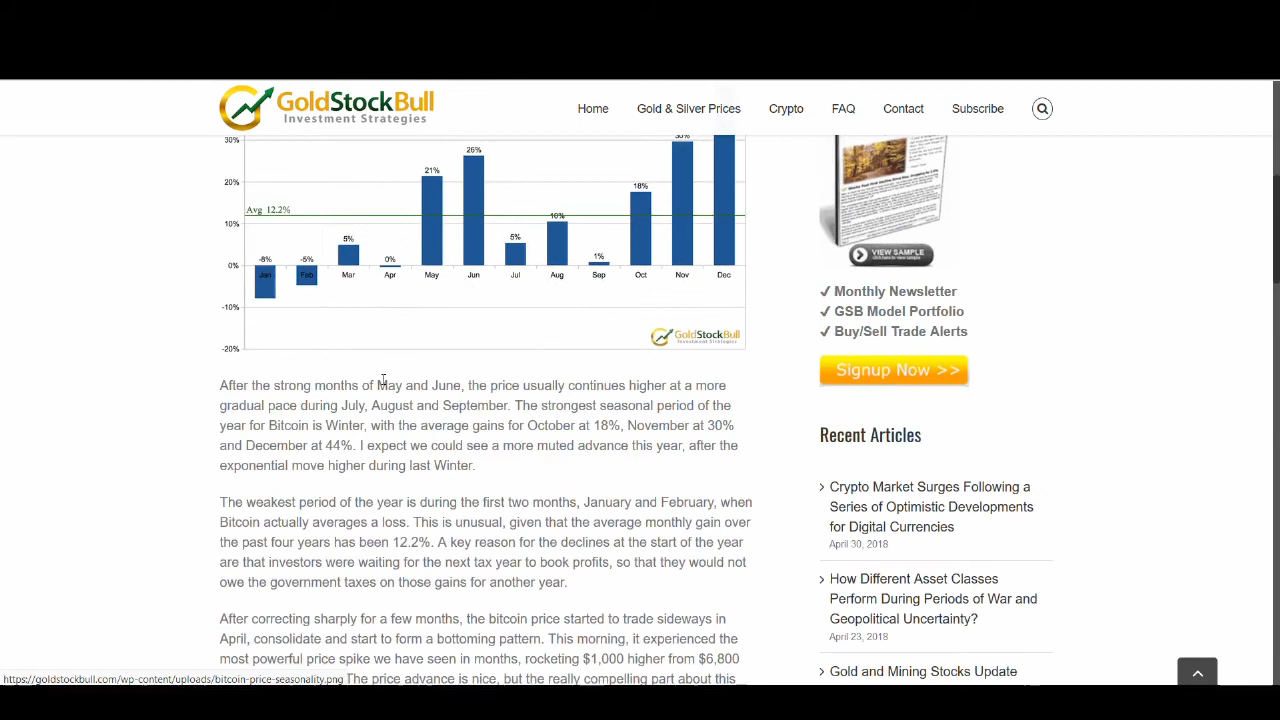 GoldStockBull
Investment Strategies
Home
Gold & Silver Prices
Crypto
FAQ
Contact
Subscribe
30%
20%
10%
0%
-10%
-20%
Avg 12.2%
-8%
-5%
5%
0%
21%
26%
5%
10%
1%
18%
30%
Jan
Feb
Mar
Apr
May
Jun
Jul
Aug
Sep
Oct
Nov
Dec
GoldStockBull
Investment Strategies
After the strong months of May and June, the price usually continues higher at a more
gradual pace during July, August and September. The strongest seasonal period of the
year for Bitcoin is Winter, with the average gains for October at 18%, November at 30%
and December at 44%. I expect we could see a more muted advance this year, after the
exponential move higher during last Winter.
The weakest period of the year is during the first two months, January and February, when
Bitcoin actually averages a loss. This is unusual, given that the average monthly gain over
the past four years has been 12.2%. A key reason for the declines at the start of the year
are that investors were waiting for the next tax year to book profits, so that they would not
owe the government taxes on those gains for another year.
After correcting sharply for a few months, the bitcoin price started to trade sideways in
April, consolidate and start to form a bottoming pattern. This morning, it experienced the
most powerful price spike we have seen in months, rocketing $1,000 higher from $6,800
The price advance is nice, but the really compelling part about this
https://goldstockbull.com/wp-content/uploads/bitcoin-price-seasonality.png
VIEW SAMPLE
✓ Monthly Newsletter
✓ GSB Model Portfolio
✓ Buy/Sell Trade Alerts
Signup Now >>
Recent Articles
Crypto Market Surges Following a
Series of Optimistic Developments
for Digital Currencies
April 30, 2018
How Different Asset Classes
Perform During Periods of War and
Geopolitical Uncertainty?
April 23, 2018
Gold and Mining Stocks Update